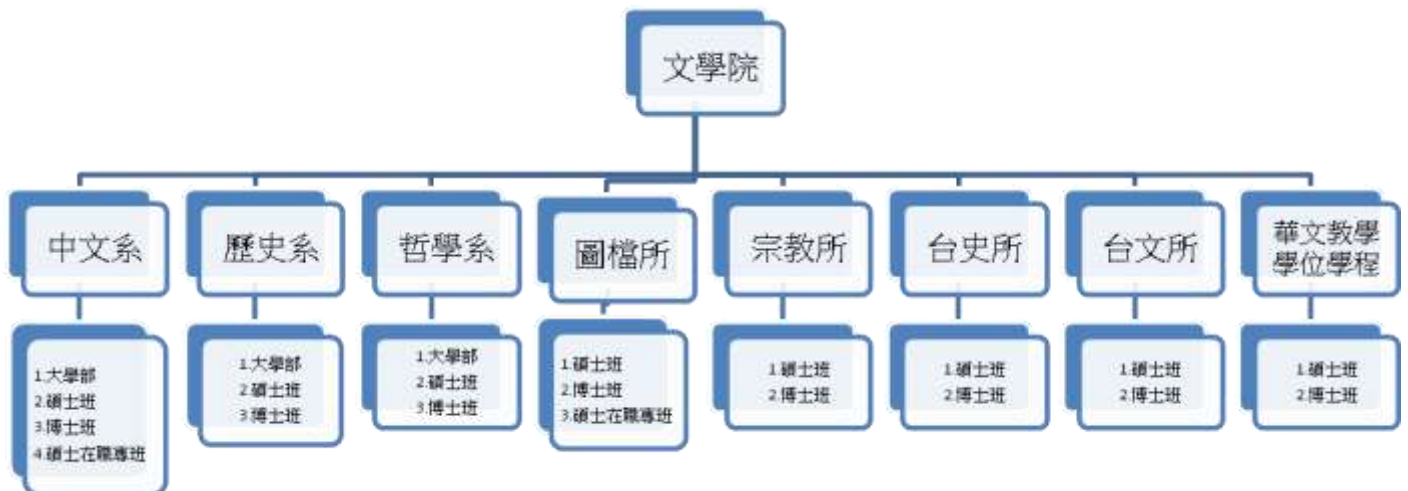 文學院
中文系
歷史系
哲學系
圖檔所
宗教所
台史所
台文所
華文教學
學位學程
1.大學部
2.碩士班
3.博士班
4.碩士在職專班
1.大學部
2.碩士班
3.博士班
1.大學部
2.碩士班
3.博士班
1.碩士班
2.博士班
3.碩士在職專班
1.碩士班
2.博士班
1.碩士班
2.博士班
1.碩士班
2.博士班
1.碩士班
2.博士班